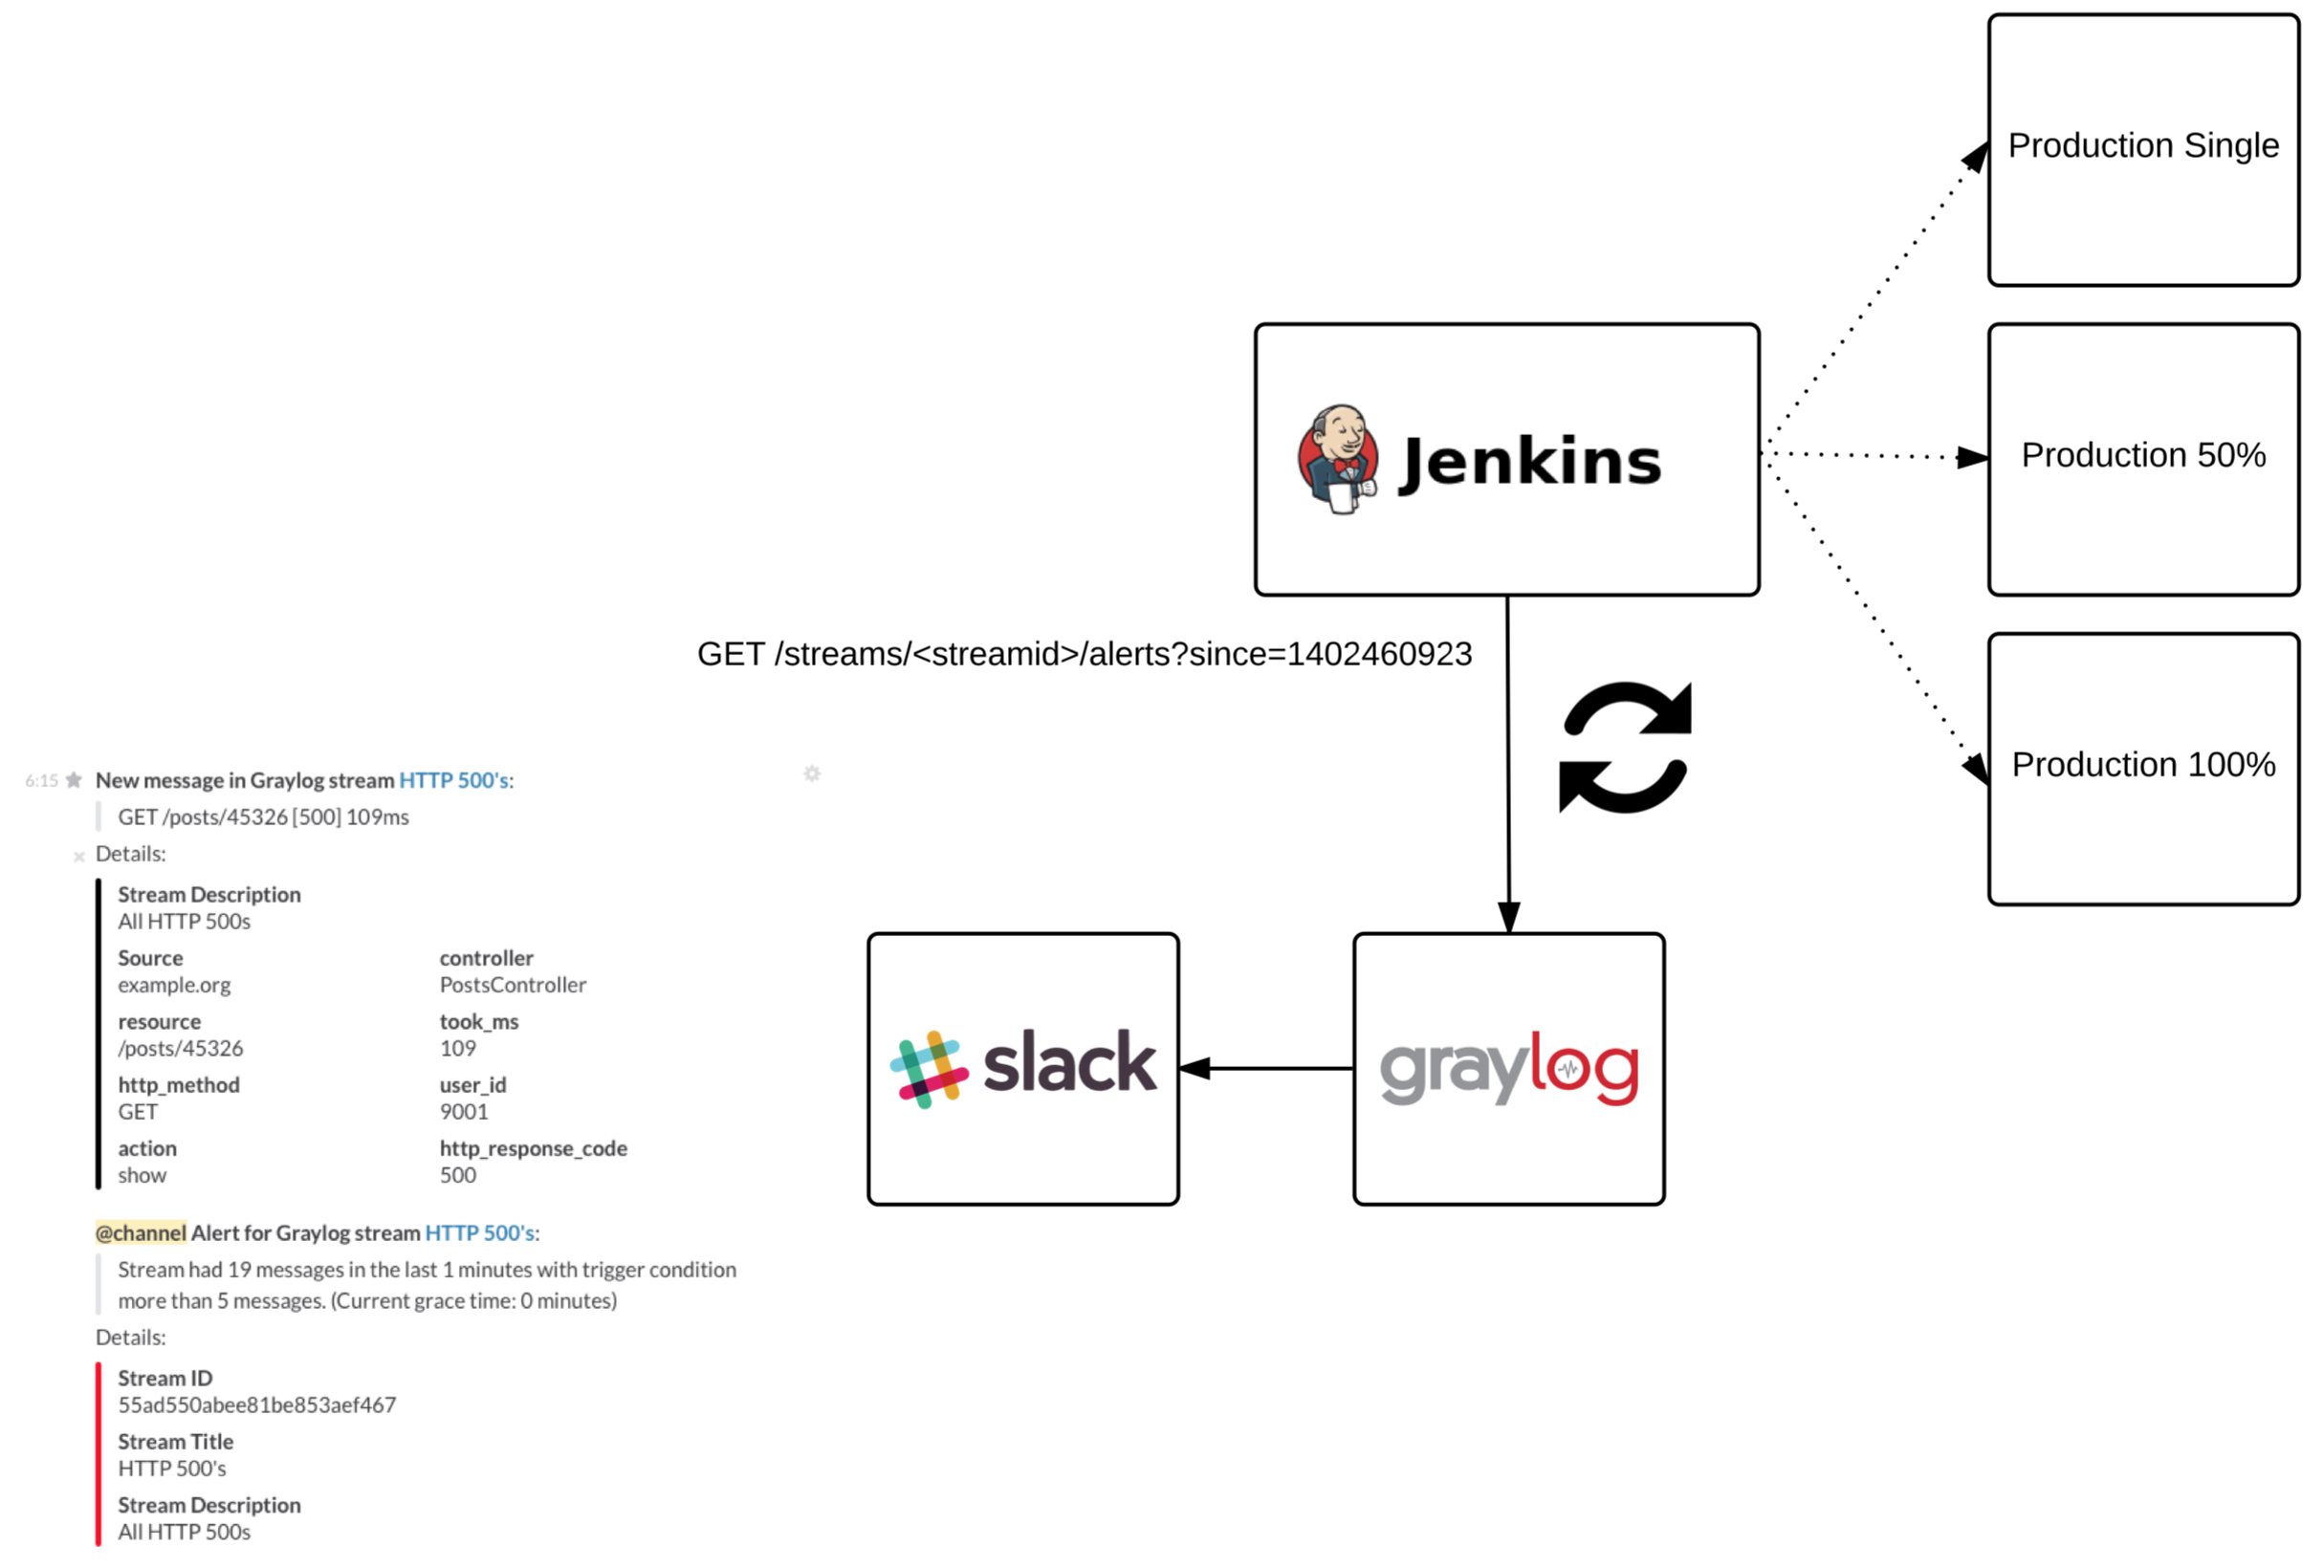 Production Single
Jenkins
Production 50%
GET /streams/<streamid>/alerts?since=1402460923
Production 100%
6:15 New message in Graylog stream HTTP 500's:
GET /posts/45326 [500] 109ms
Details:
Stream Description
All HTTP 500s
Source controller
example.org PostsController
resource took_ms
/posts/45326 109
http_method user_id
GET 9001
action http_response_code
show 500
slack
graylog
@channel Alert for Graylog stream HTTP 500's:
Stream had 19 messages in the last 1 minutes with trigger condition
more than 5 messages. (Current grace time: 0 minutes)
Details:
Stream ID
55ad550abee81be853aef467
Stream Title
HTTP 500's
Stream Description
All HTTP 500s